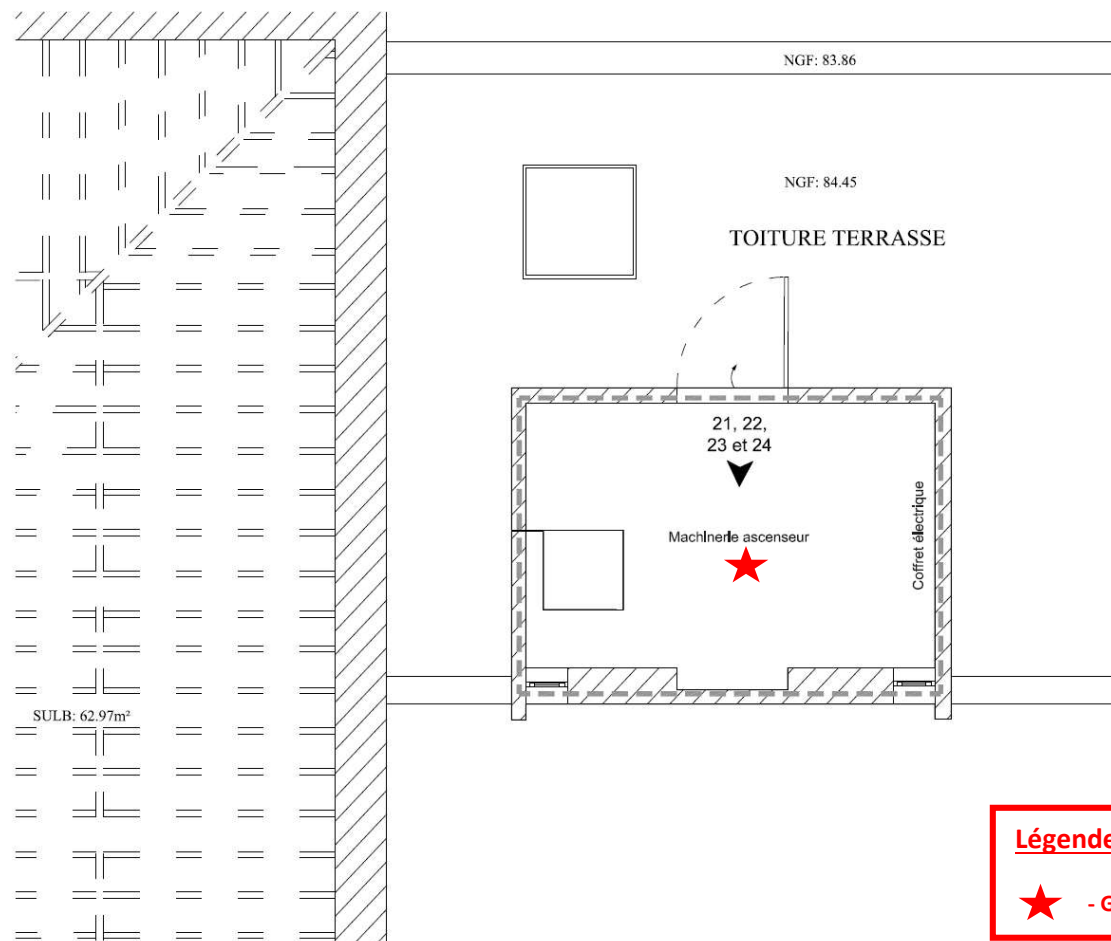 NGF: 83.86
NGF: 84.45
TOITURE TERRASSE
21, 22,
23 et 24
Machinerie ascenseur
Coffret électrique
SULB: 62.97m²
Légende
- G